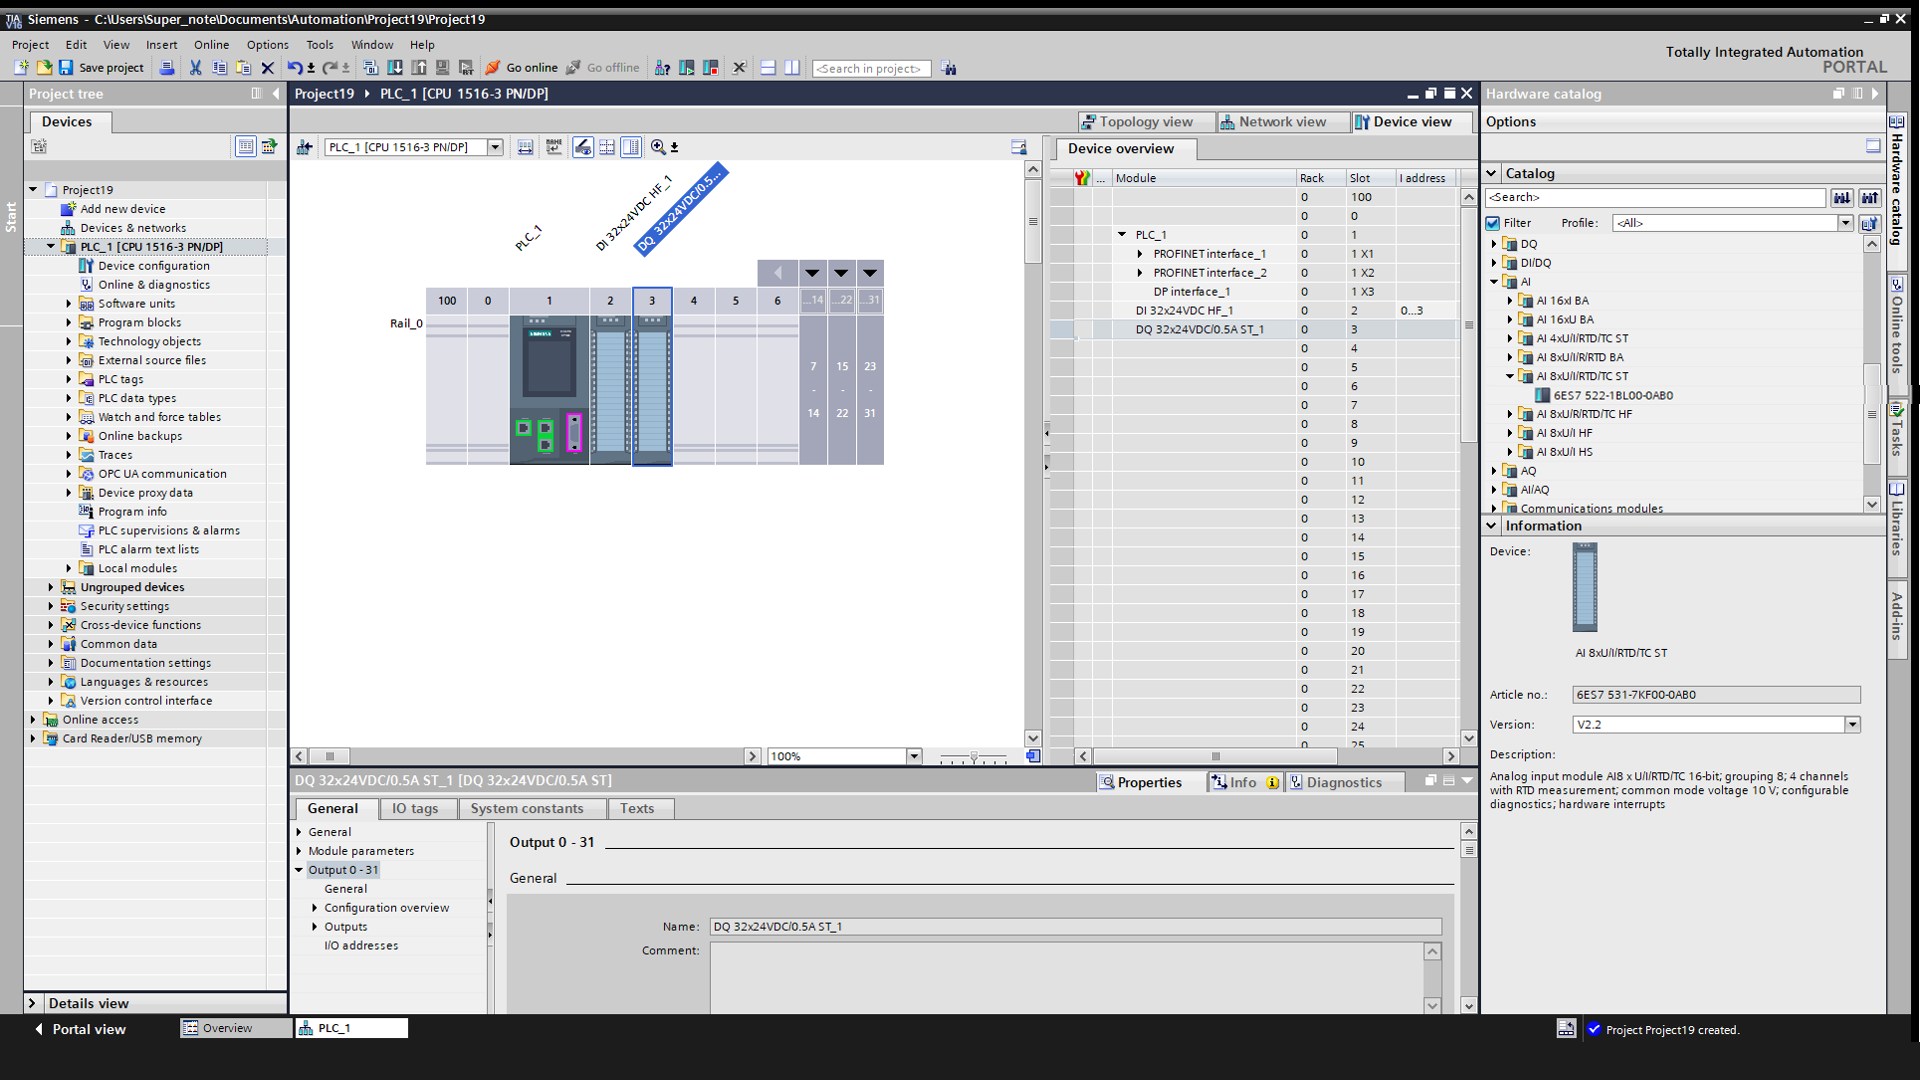 Siemens - C:\Users\Super_note\Documents\Automation\Project19\Project19
Project Edit View Insert Online Options Tools Window Help
Totally Integrated Automation
PORTAL
Save project
Go online
Go offline
<Search in project>
Project tree
Project19 PLC_1 [CPU 1516-3 PN/DP]
Hardware catalog
Start
Devices
Project19
Add new device
Devices & networks
PLC_1 [CPU 1516-3 PN/DP]
Device configuration
Online & diagnostics
Software units
Program blocks
Technology objects
External source files
PLC tags
PLC data types
Watch and force tables
Online backups
Traces
OPC UA communication
Device proxy data
Program info
PLC supervisions & alarms
PLC alarm text lists
Local modules
Ungrouped devices
Security settings
Cross-device functions
Common data
Documentation settings
Languages & resources
Version control interface
Online access
Card Reader/USB memory
Details view
Topology view Network view Device view
PLC_1 [CPU 1516-3 PN/DP]
PLC_1
DI 32x24VDC HF_1
DQ 32x24VDC/0.5...
100 0 1 2 3 4 5 6 ...14 ...22 ...31
Rail_0
SIEMENS
7 15 23
- - -
14 22 31
100%
Device overview
... Module Rack Slot I address
0 100
0 0
PLC_1 0 1
PROFINET interface_1 0 1 X1
PROFINET interface_2 0 1 X2
DP interface_1 0 1 X3
DI 32x24VDC HF_1 0 2 0...3
DQ 32x24VDC/0.5A ST_1 0 3
0 4
0 5
0 6
0 7
0 8
0 9
0 10
0 11
0 12
0 13
0 14
0 15
0 16
0 17
0 18
0 19
0 20
0 21
0 22
0 23
0 24
0 25
DQ 32x24VDC/0.5A ST_1 [DQ 32x24VDC/0.5A ST]
Properties Info Diagnostics
General IO tags System constants Texts
General
Module parameters
Output 0 - 31
General
Configuration overview
Outputs
I/O addresses
Output 0 - 31
General
Name: DQ 32x24VDC/0.5A ST_1
Comment:
Options
Catalog
<Search>
Filter Profile: <All>
DQ
DI/DQ
AI
AI 16xI BA
AI 16xU BA
AI 4xU/I/RTD/TC ST
AI 8xU/I/R/RTD BA
AI 8xU/I/RTD/TC ST
6ES7 522-1BL00-0AB0
AI 8xU/R/RTD/TC HF
AI 8xU/I HF
AI 8xU/I HS
AQ
AI/AQ
Communications modules
Information
Device:
AI 8xU/I/RTD/TC ST
Article no.: 6ES7 531-7KF00-0AB0
Version: V2.2
Description:
Analog input module AI8 x U/I/RTD/TC 16-bit; grouping 8; 4 channels
with RTD measurement; common mode voltage 10 V; configurable
diagnostics; hardware interrupts
Hardware catalog
Online tools
Tasks
Libraries
Add-ins
Portal view
Overview
PLC_1
Project Project19 created.